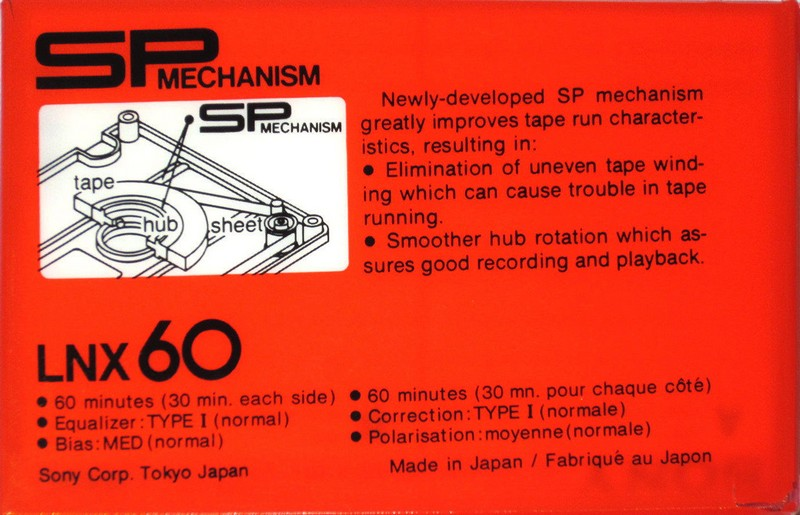 SP MECHANISM
SP MECHANISM
tape
hub
sheet
Newly-developed SP mechanism
greatly improves tape run character-
istics, resulting in:
● Elimination of uneven tape wind-
ing which can cause trouble in tape
running.
● Smoother hub rotation which as-
sures good recording and playback.
LNX 60
● 60 minutes (30 min. each side)
● Equalizer: TYPE I (normal)
● Bias: MED (normal)
● 60 minutes (30 mn. pour chaque côté)
● Correction: TYPE I (normale)
● Polarisation: moyenne (normale)
Sony Corp. Tokyo Japan
Made in Japan / Fabriqué au Japon